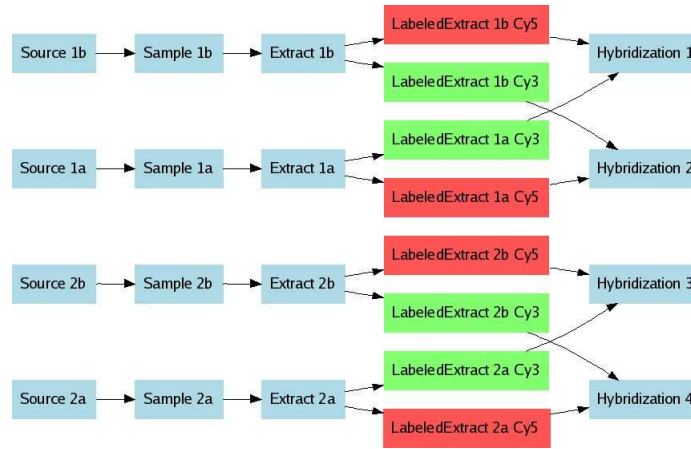 LabeledExtract 1b Cy5
Source 1b
Sample 1b
Extract 1b
Hybridization 1
LabeledExtract 1b Cy3
LabeledExtract 1a Cy3
Source 1a
Sample 1a
Extract 1a
Hybridization 2
LabeledExtract 1a Cy5
LabeledExtract 2b Cy5
Source 2b
Sample 2b
Extract 2b
Hybridization 3
LabeledExtract 2b Cy3
LabeledExtract 2a Cy3
Source 2a
Sample 2a
Extract 2a
Hybridization 4
LabeledExtract 2a Cy5